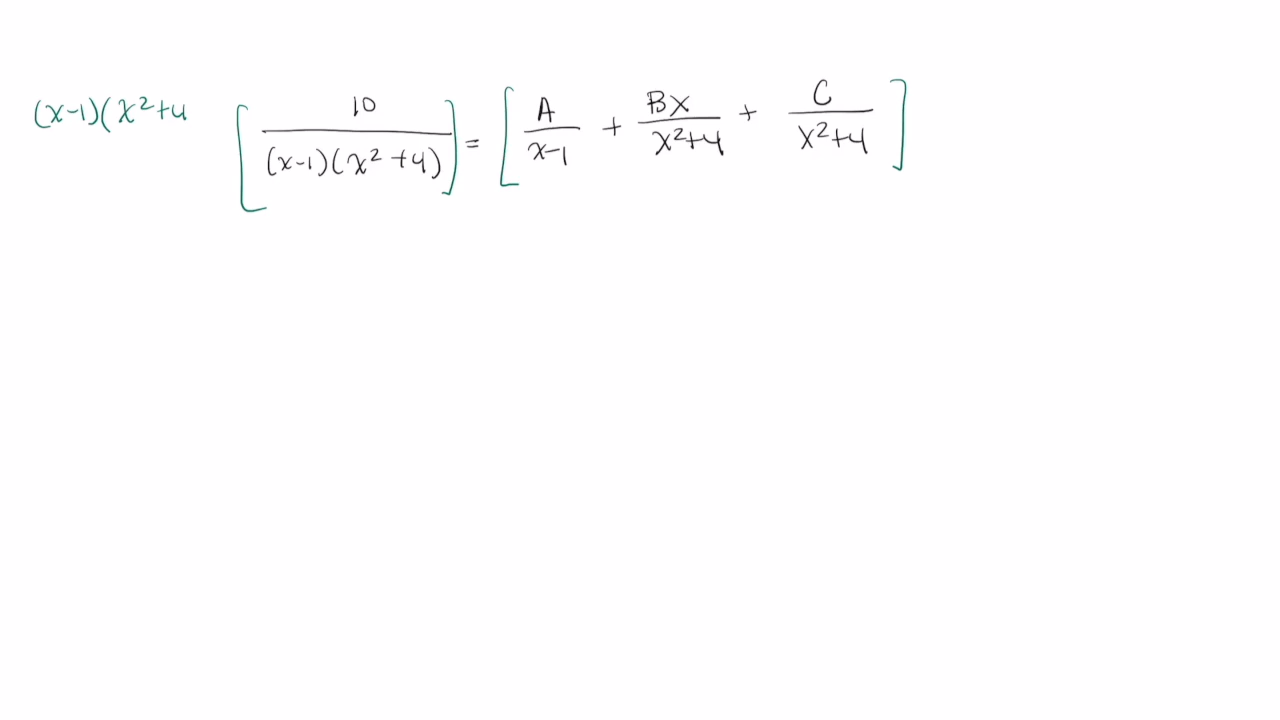 (x-1)(x²+4 [ 10 / (x-1)(x²+4) ] = [ A / x-1 + Bx / x²+4 + C / x²+4 ]